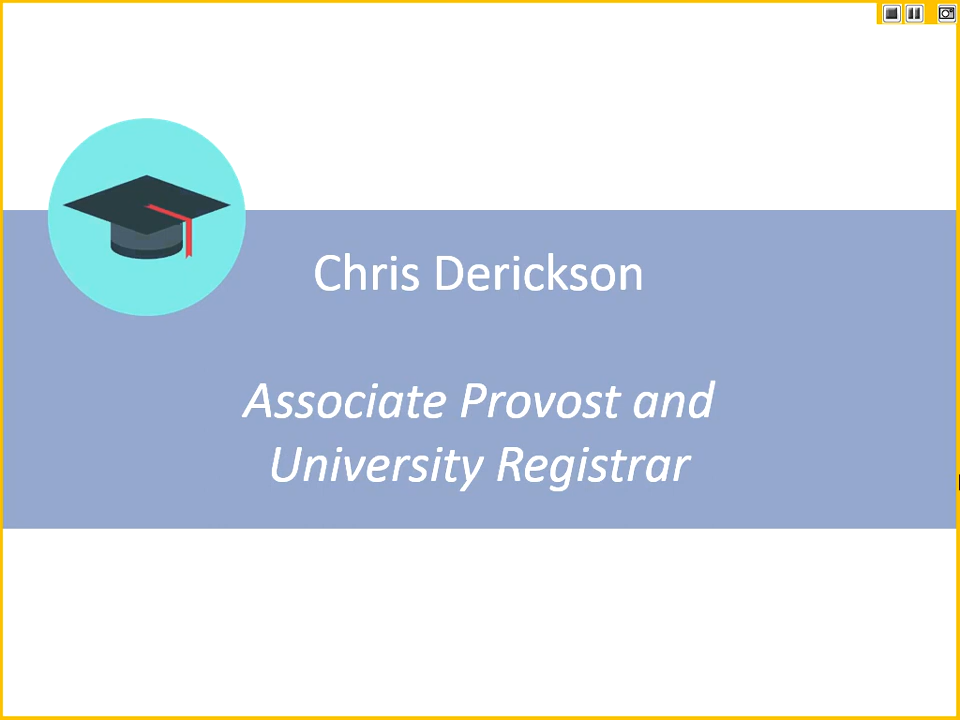 Chris Derickson
Associate Provost and
University Registrar